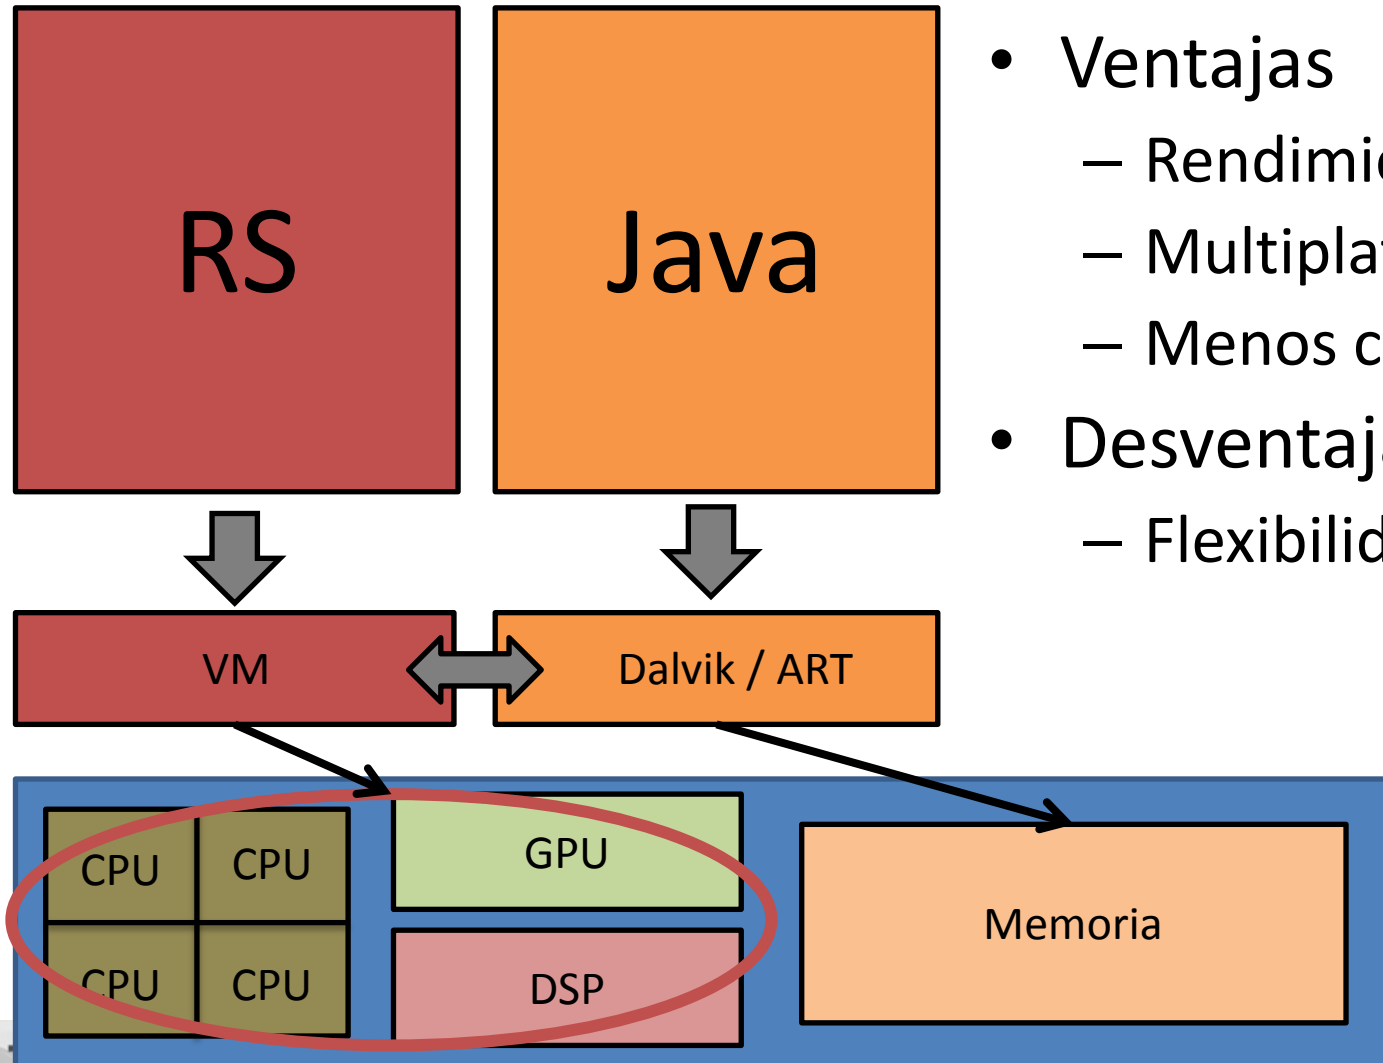 RS
Java
VM
Dalvik / ART
CPU
CPU
GPU
CPU
CPU
DSP
Memoria
• Ventajas
– Rendimi
– Multipla
– Menos c
• Desventaj
– Flexibilid